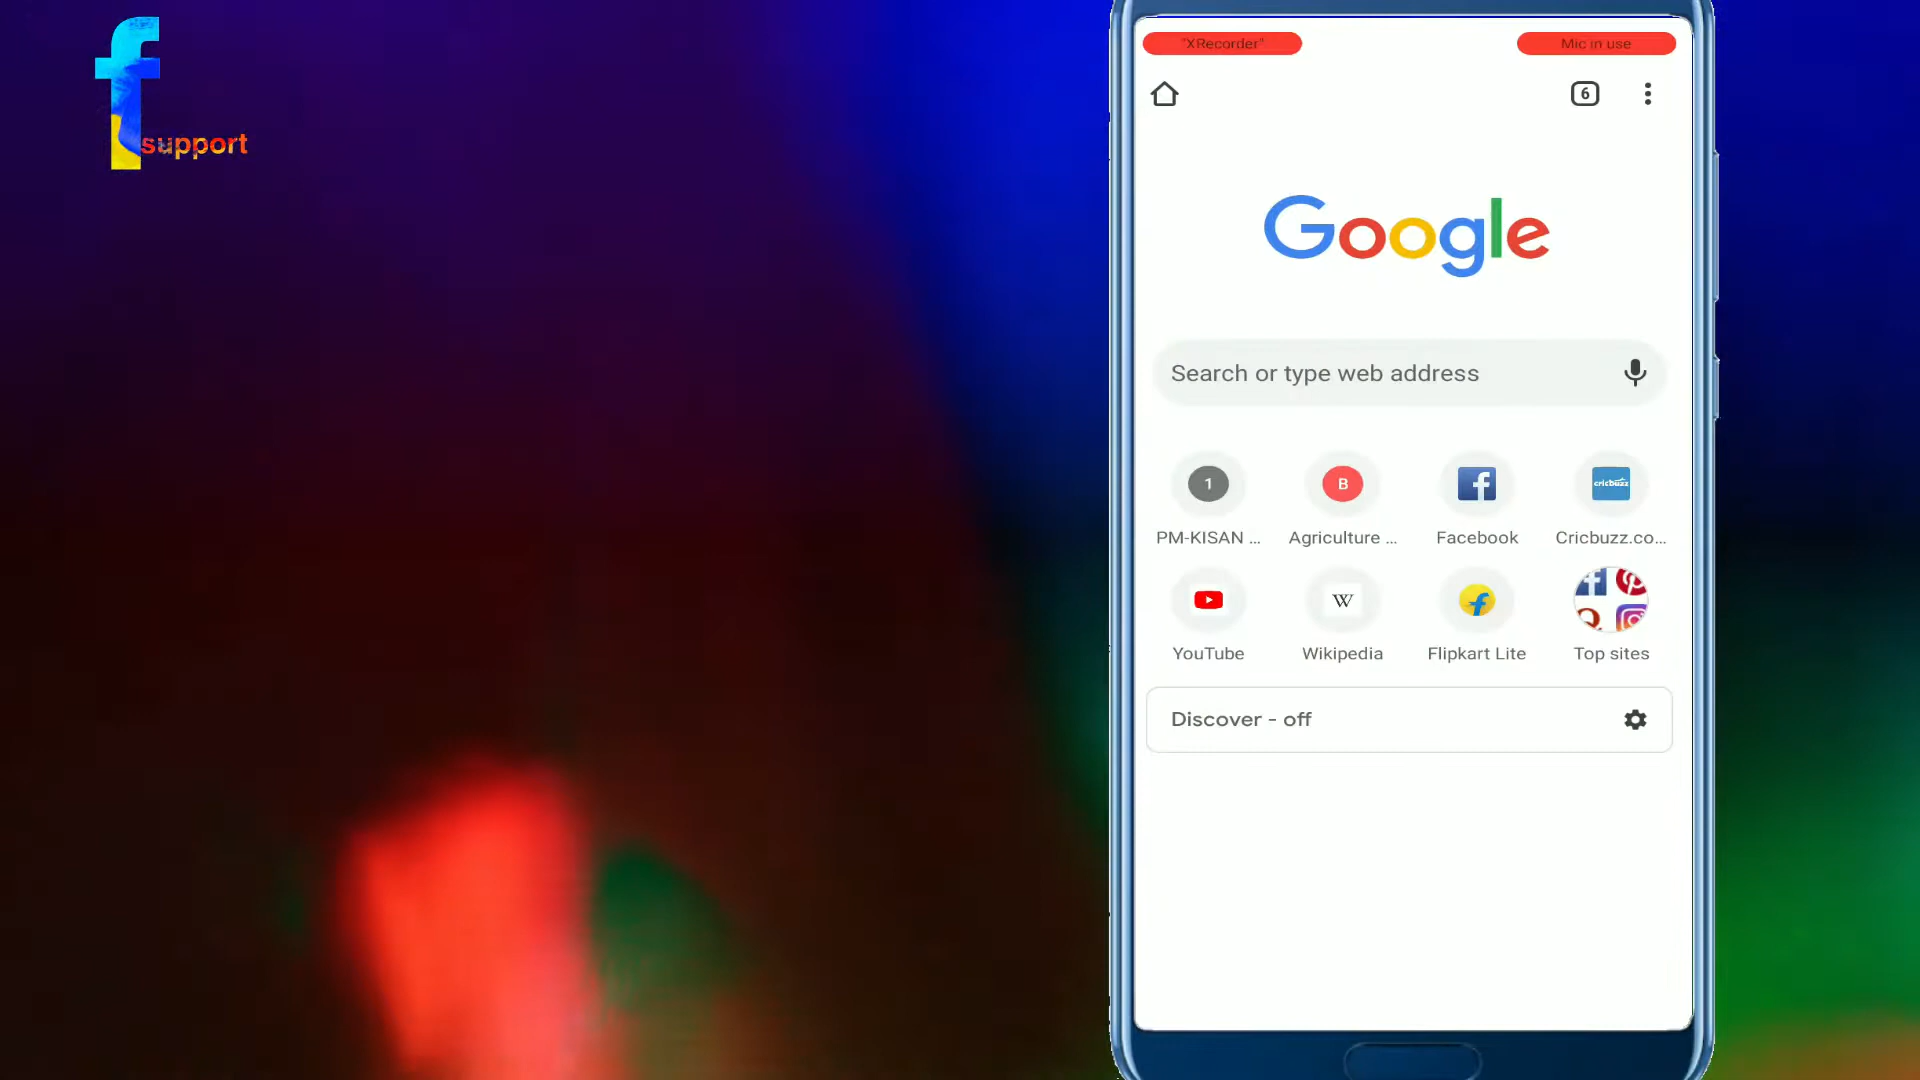 f
support
"XRecorder"
Mic in use
6
Google
Search or type web address
1
B
f
cricbuzz
PM-KISAN ...
Agriculture ...
Facebook
Cricbuzz.co...
W
f
YouTube
Wikipedia
Flipkart Lite
Top sites
Discover - off